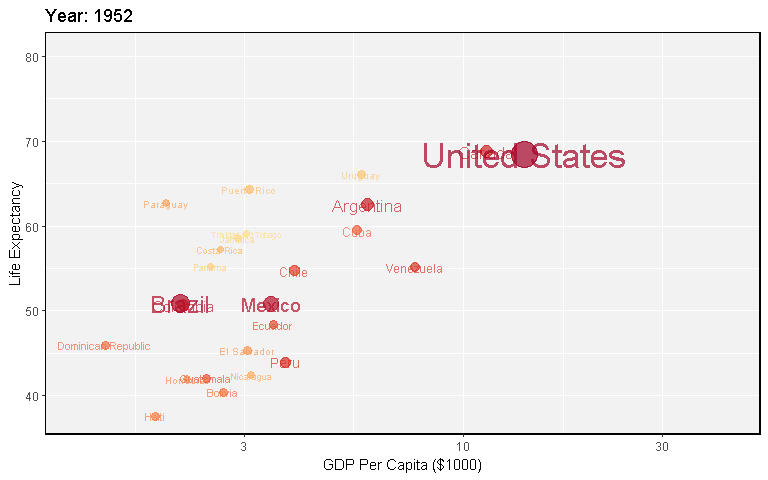 Year: 1952
80
70
60
50
40
Life Expectancy
United States
Canada
Uruguay
Puerto Rico
Paraguay
Argentina
Cuba
Trinidad and Tobago
Jamaica
Costa Rica
Panama
Chile
Venezuela
Brazil
Colombia
Mexico
Ecuador
Dominican Republic
El Salvador
Peru
Nicaragua
Honduras
Guatemala
Bolivia
Haiti
3
10
30
GDP Per Capita ($1000)